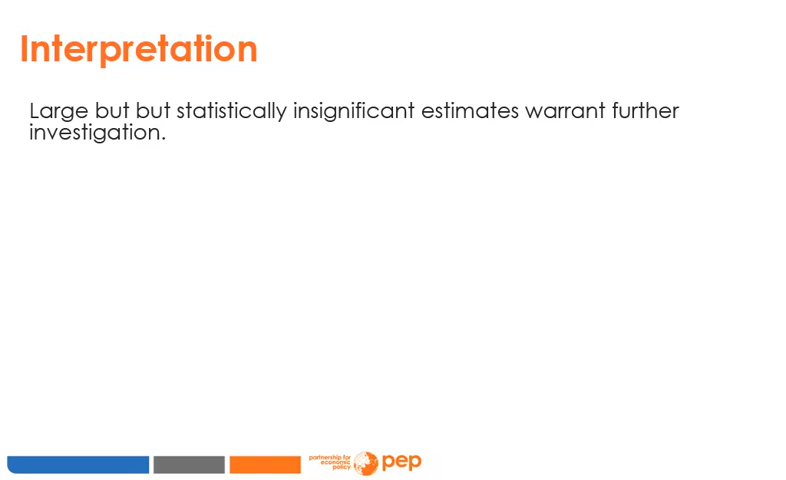 Interpretation
Large but but statistically insignificant estimates warrant further
investigation.
partnership for
economic
policy
pep